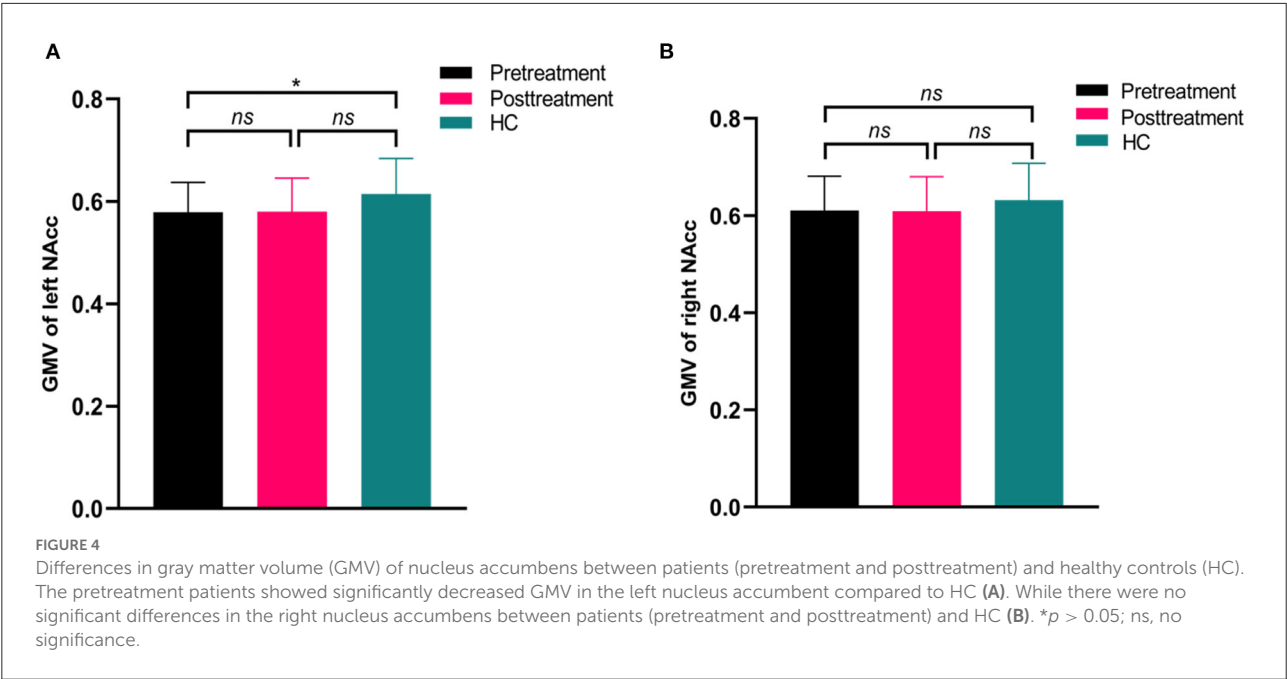 A
*
ns
ns
Pretreatment
Posttreatment
HC
0.8
0.6
0.4
0.2
0.0
GMV of left NAcc
B
ns
ns
ns
Pretreatment
Posttreatment
HC
0.8
0.6
0.4
0.2
0.0
GMV of right NAcc
FIGURE 4
Differences in gray matter volume (GMV) of nucleus accumbens between patients (pretreatment and posttreatment) and healthy controls (HC).
The pretreatment patients showed significantly decreased GMV in the left nucleus accumbent compared to HC (A). While there were no
significant differences in the right nucleus accumbens between patients (pretreatment and posttreatment) and HC (B). *p > 0.05; ns, no
significance.